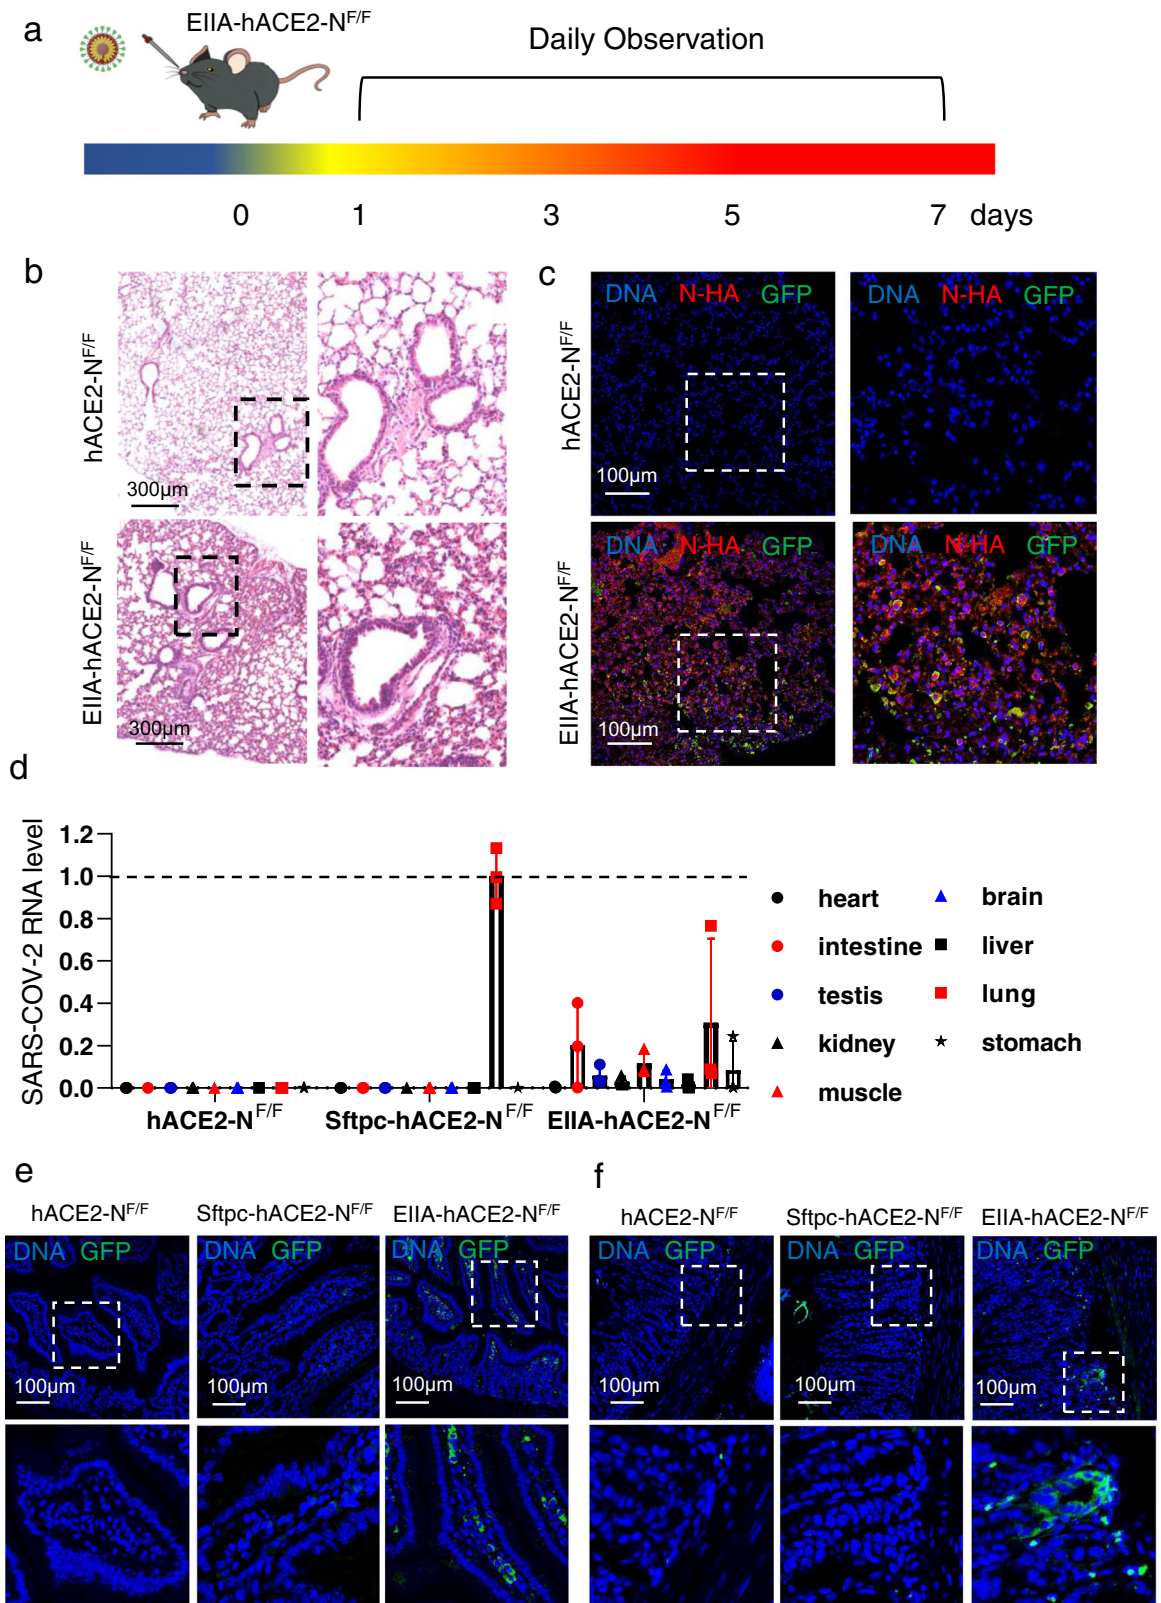 a
EIIA-hACE2-N^F/F
Daily Observation
0 1 3 5 7 days
b
hACE2-N^F/F
300μm
EIIA-hACE2-N^F/F
300μm
c
hACE2-N^F/F
DNA N-HA GFP
DNA N-HA GFP
100μm
EIIA-hACE2-N^F/F
DNA N-HA GFP
DNA N-HA GFP
100μm
d
SARS-COV-2 RNA level
1.2
1.0
0.8
0.6
0.4
0.2
0.0
hACE2-N^F/F
Sftpc-hACE2-N^F/F
EIIA-hACE2-N^F/F
heart
intestine
testis
kidney
muscle
brain
liver
lung
stomach
e
hACE2-N^F/F
Sftpc-hACE2-N^F/F
EIIA-hACE2-N^F/F
DNA GFP
DNA GFP
DNA GFP
100μm
100μm
100μm
f
hACE2-N^F/F
Sftpc-hACE2-N^F/F
EIIA-hACE2-N^F/F
DNA GFP
DNA GFP
DNA GFP
100μm
100μm
100μm